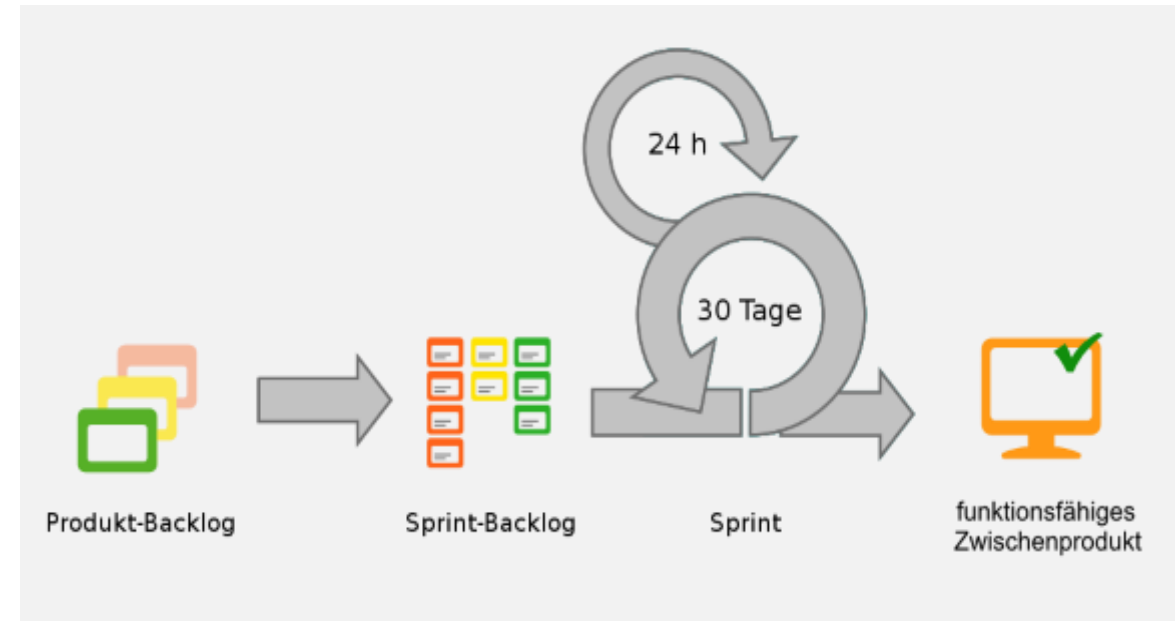 24 h
30 Tage
Produkt-Backlog
Sprint-Backlog
Sprint
funktionsfähiges
Zwischenprodukt